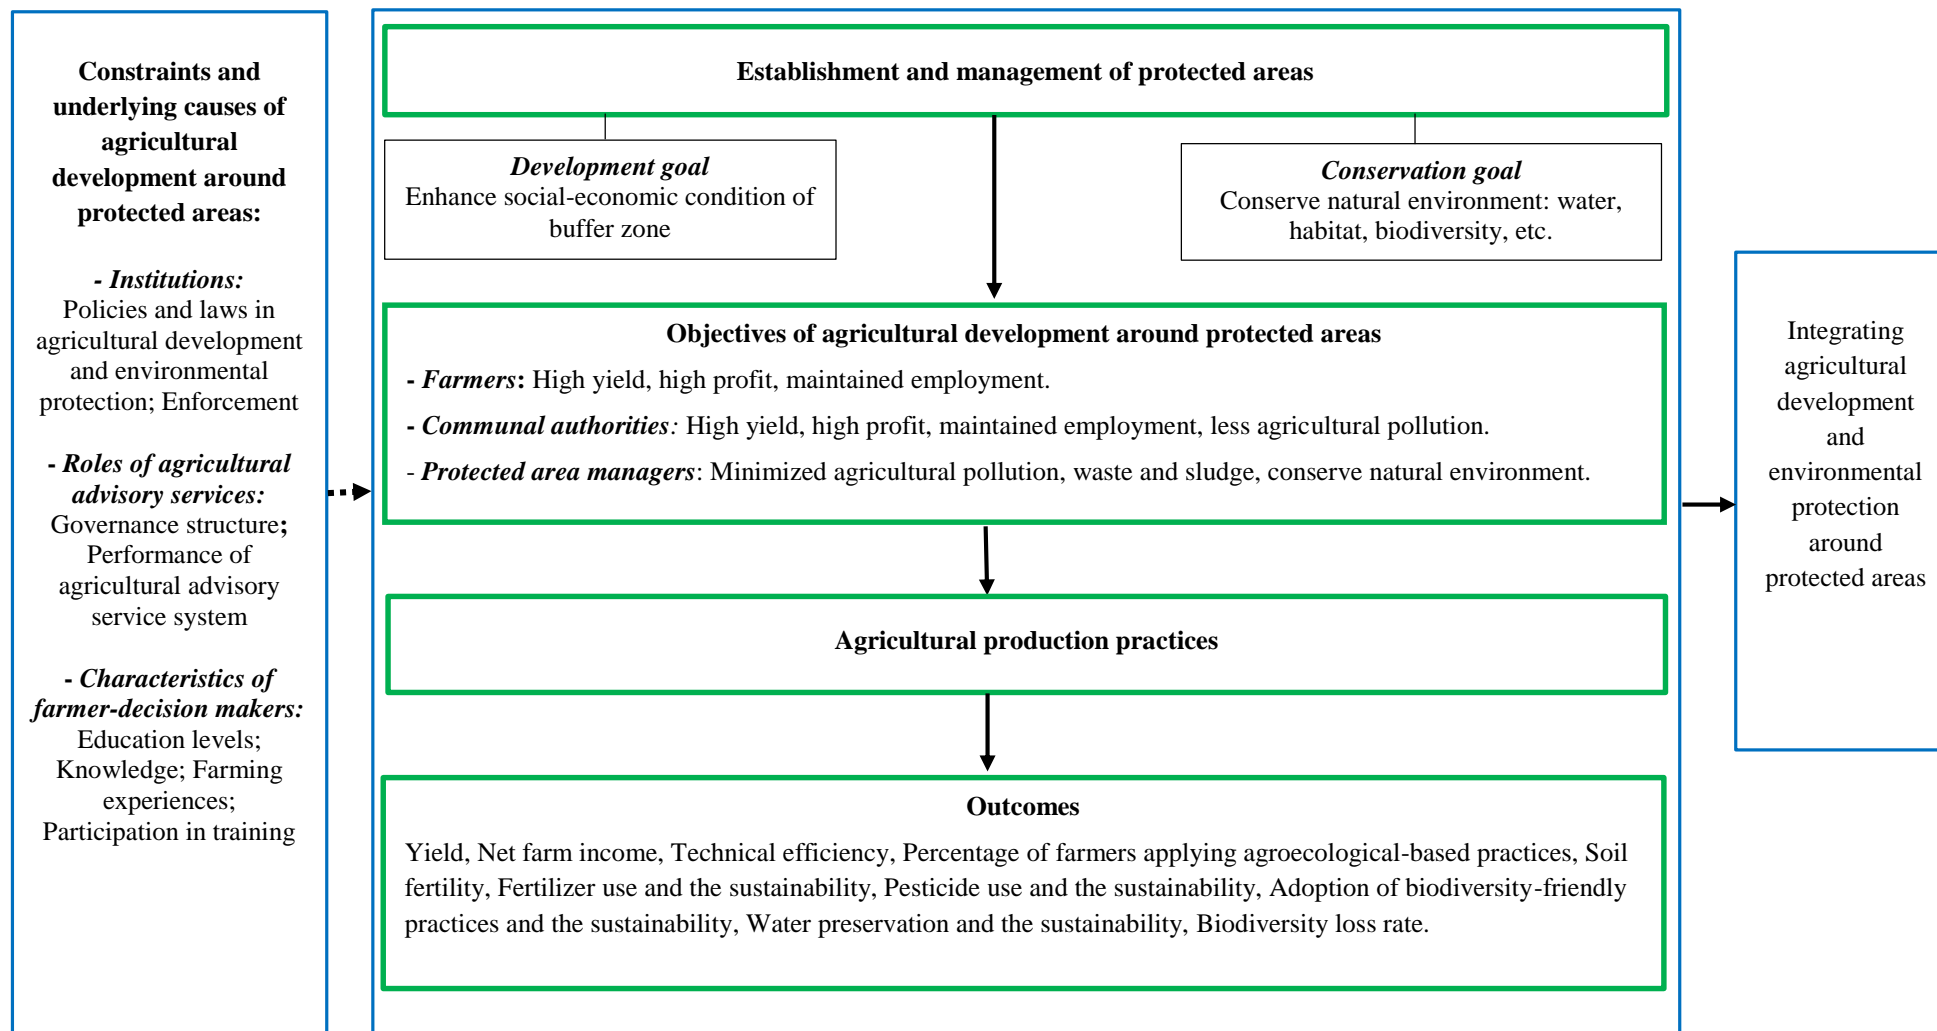 Constraints and
underlying causes of
agricultural
development around
protected areas:
- Institutions:
Policies and laws in
agricultural development
and environmental
protection; Enforcement
- Roles of agricultural
advisory services:
Governance structure;
Performance of
agricultural advisory
service system
- Characteristics of
farmer-decision makers:
Education levels;
Knowledge; Farming
experiences;
Participation in training
Establishment and management of protected areas
Development goal
Enhance social-economic condition of
buffer zone
Conservation goal
Conserve natural environment: water,
habitat, biodiversity, etc.
Objectives of agricultural development around protected areas
- Farmers: High yield, high profit, maintained employment.
- Communal authorities: High yield, high profit, maintained employment, less agricultural pollution.
- Protected area managers: Minimized agricultural pollution, waste and sludge, conserve natural environment.
Agricultural production practices
Outcomes
Yield, Net farm income, Technical efficiency, Percentage of farmers applying agroecological-based practices, Soil
fertility, Fertilizer use and the sustainability, Pesticide use and the sustainability, Adoption of biodiversity-friendly
practices and the sustainability, Water preservation and the sustainability, Biodiversity loss rate.
Integrating
agricultural
development
and
environmental
protection
around
protected areas